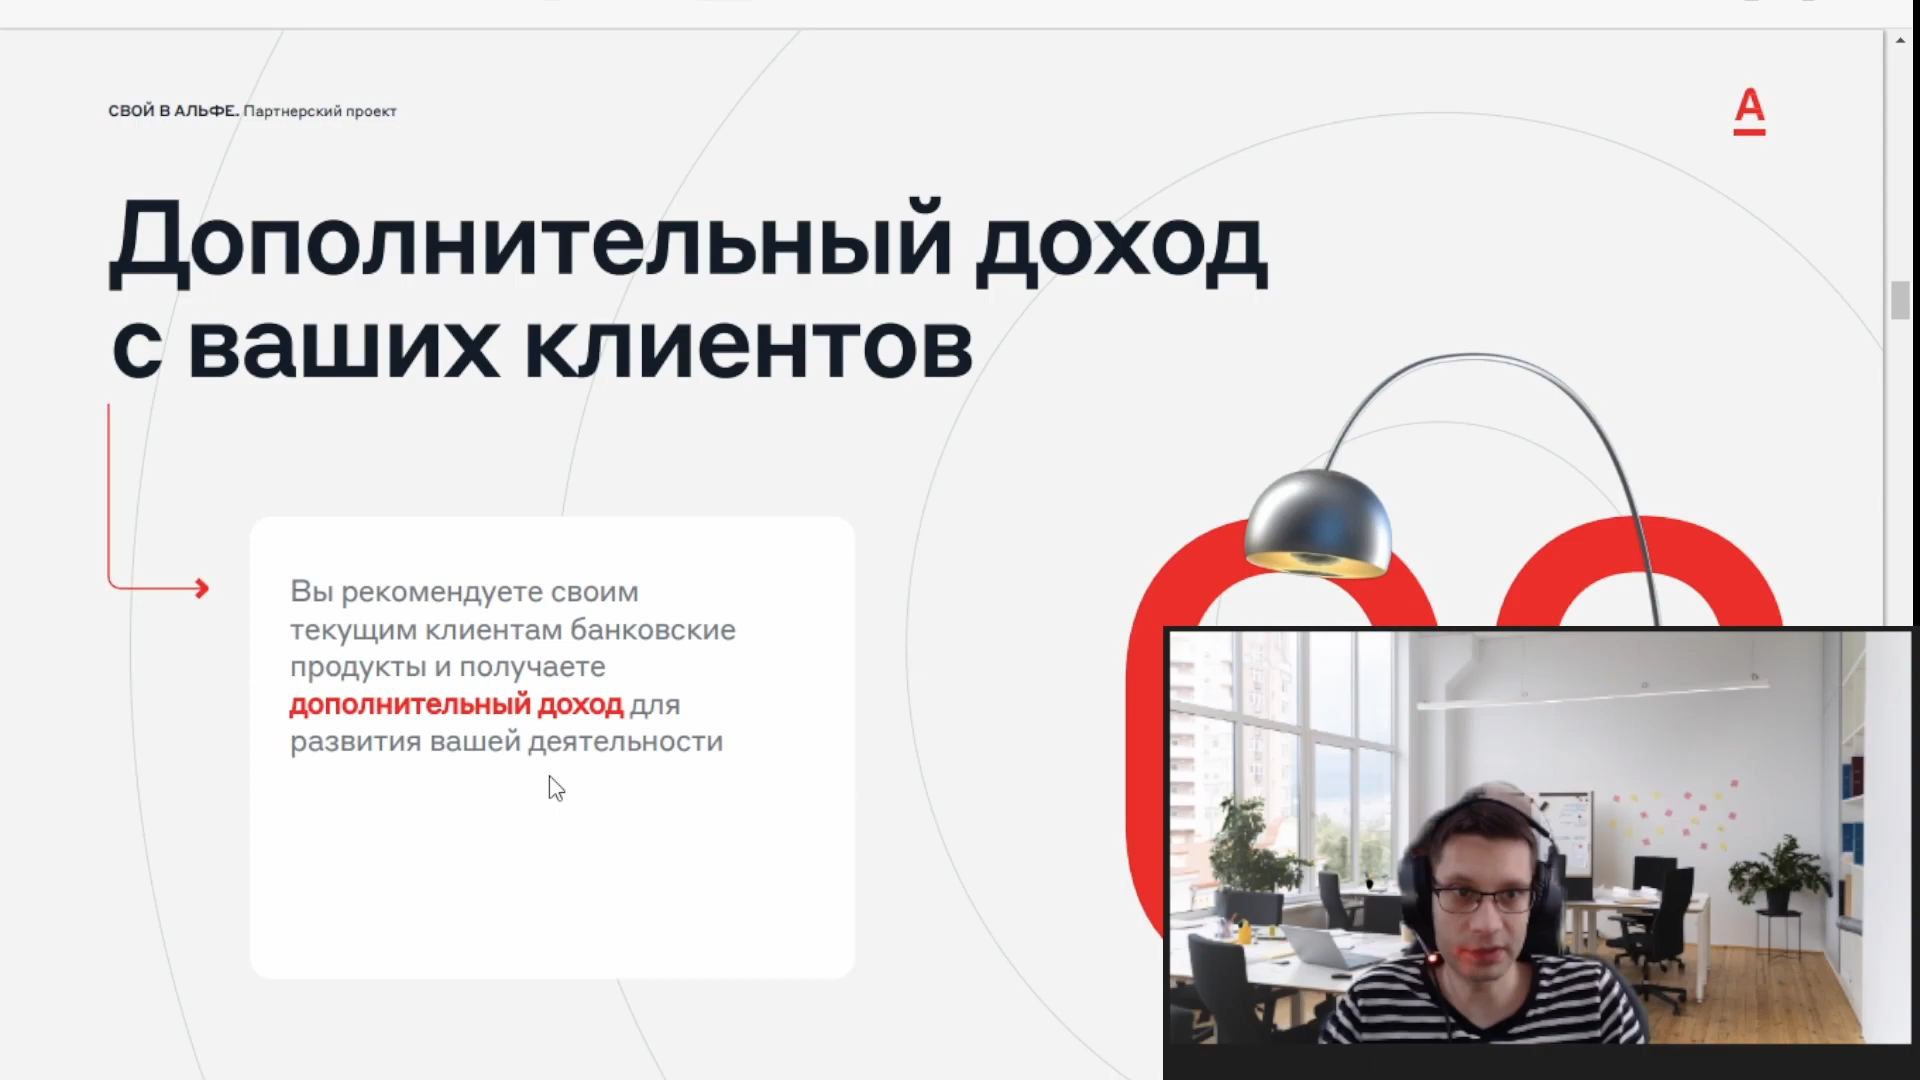 СВОЙ В АЛЬФЕ. Партнерский проект
А
Дополнительный доход
с ваших клиентов
Вы рекомендуете своим
текущим клиентам банковские
продукты и получаете
дополнительный доход для
развития вашей деятельности